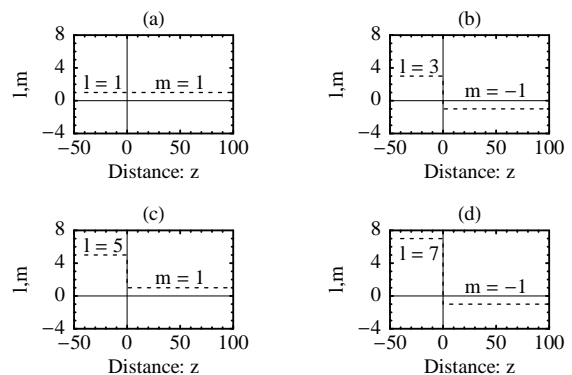 (a)
l,m
8
4
0
−4
l = 1 m = 1
−50 0 50 100
Distance: z
(b)
8
4
0
−4
l = 3
m = −1
−50 0 50 100
Distance: z
(c)
l,m
8
4
0
−4
l = 5
m = 1
−50 0 50 100
Distance: z
(d)
l,m
8
4
0
−4
l = 7
m = −1
−50 0 50 100
Distance: z